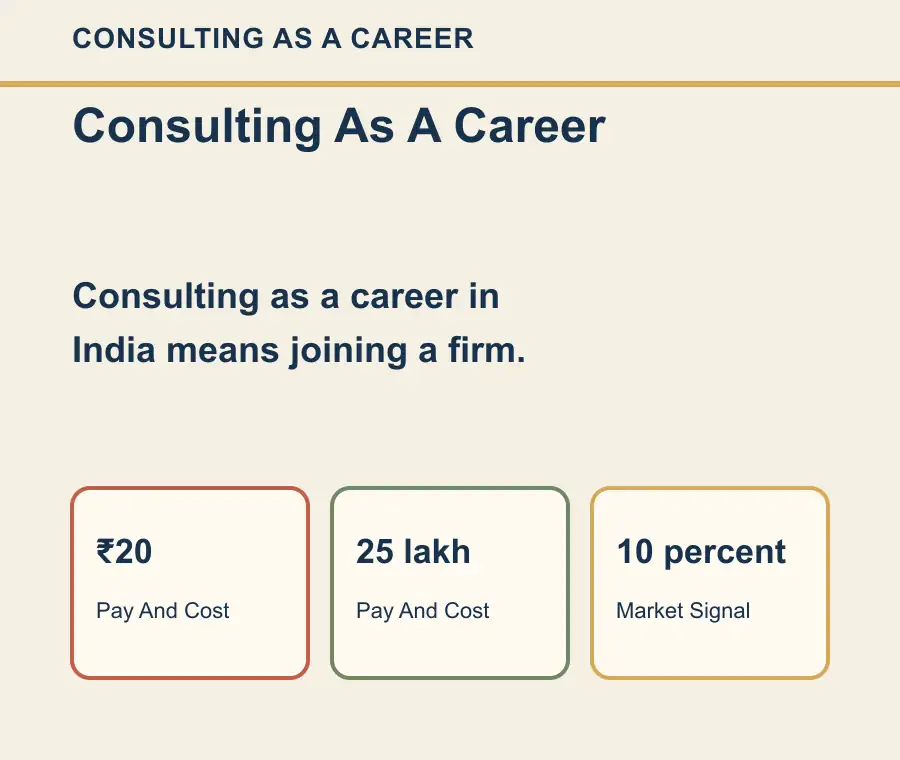 CONSULTING AS A CAREER
Consulting As A Career
Consulting as a career in
India means joining a firm.
₹20
Pay And Cost
25 lakh
Pay And Cost
10 percent
Market Signal